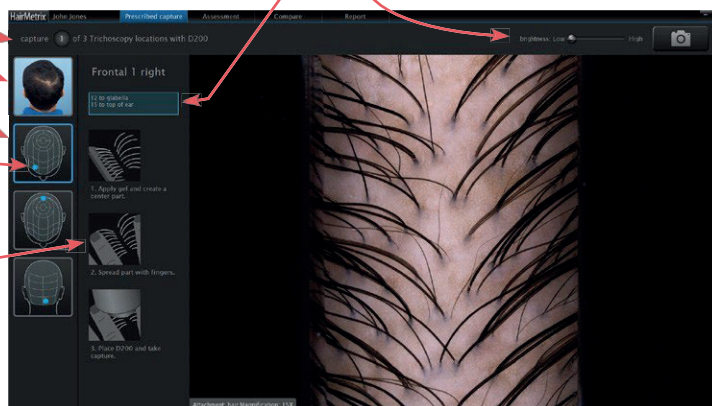 HairMetrix John Jones Prescribed capture Assessment Compare Report
capture 1 of 3 Trichoscopy locations with D200
brightness: Low High
Frontal 1 right
12 to glabella
15 to top of ear
1. Apply gel and create a
center part.
2. Spread part with fingers.
3. Place D200 and take
capture.
Attachment: hair Magnification: 15X